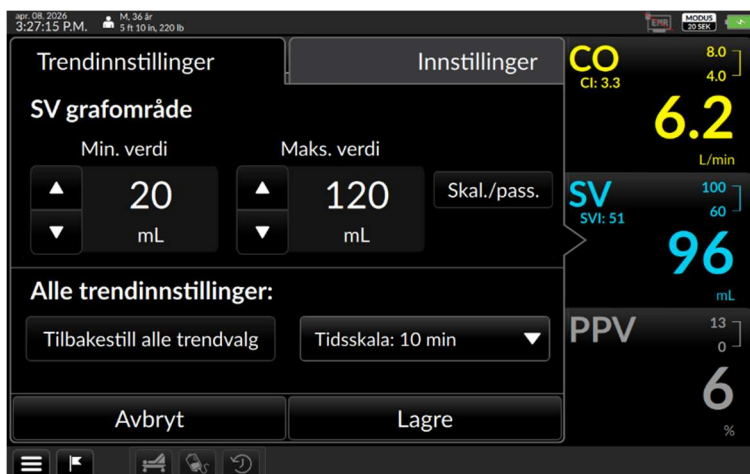 apr. 08, 2026
3:27:15 P.M.
M, 36 år
5 ft 10 in, 220 lb
EMR
MODUS
20 SEK
Trendinnstillinger
Innstillinger
SV grafområde
Min. verdi
Maks. verdi
20
mL
120
mL
Skal./pass.
Alle trendinnstillinger:
Tilbakestill alle trendvalg
Tidsskala: 10 min
Avbryt
Lagre
CO
CI: 3.3
8.0
4.0
6.2
L/min
SV
SVI: 51
100
60
96
mL
PPV
13
0
6
%